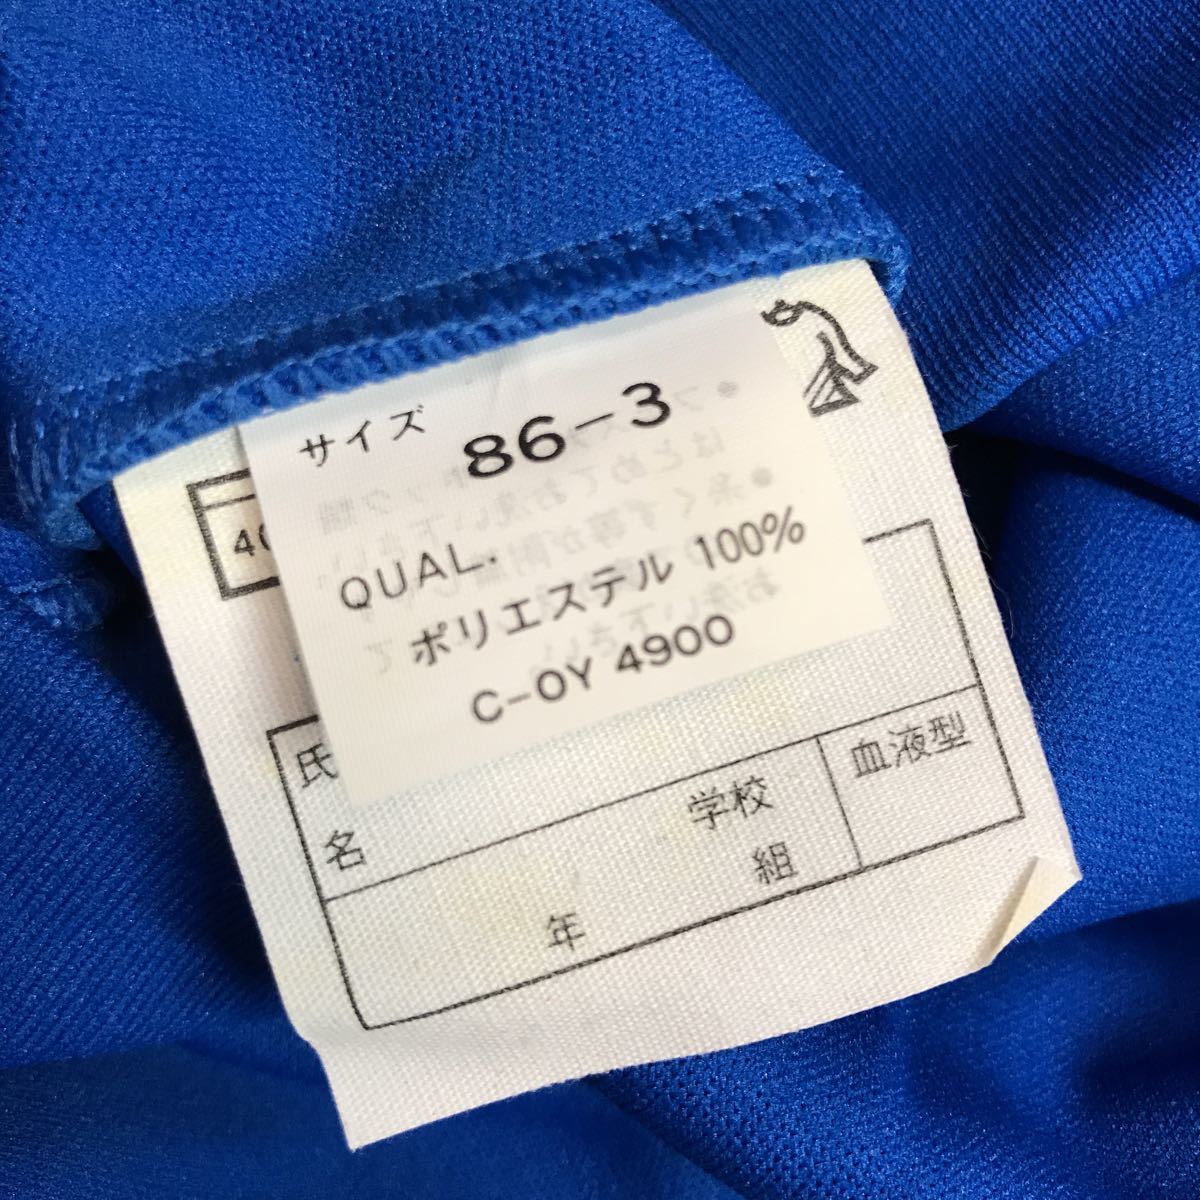 サイズ 86-3
QUAL.
ポリエステル 100%
C-OY 4900
40
氏名
学校
年 組
血液型